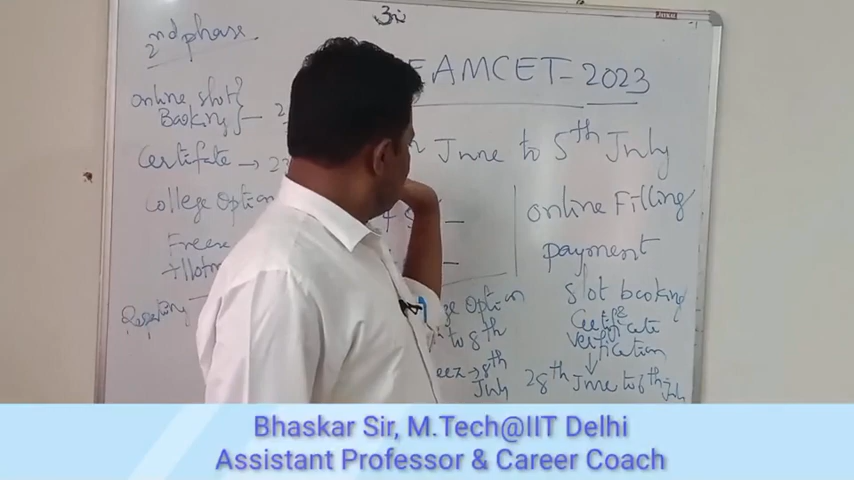 2nd phase
EAMCET-2023
Online Slot
Booking
June to 5th July
Certificate →
College Option
Online Filling
payment
Slot booking
Certificate
Verification
28th June to 6th July
Freeze
Reporting
Option
to 8th
8th
July
Bhaskar Sir, M.Tech@IIT Delhi
Assistant Professor & Career Coach